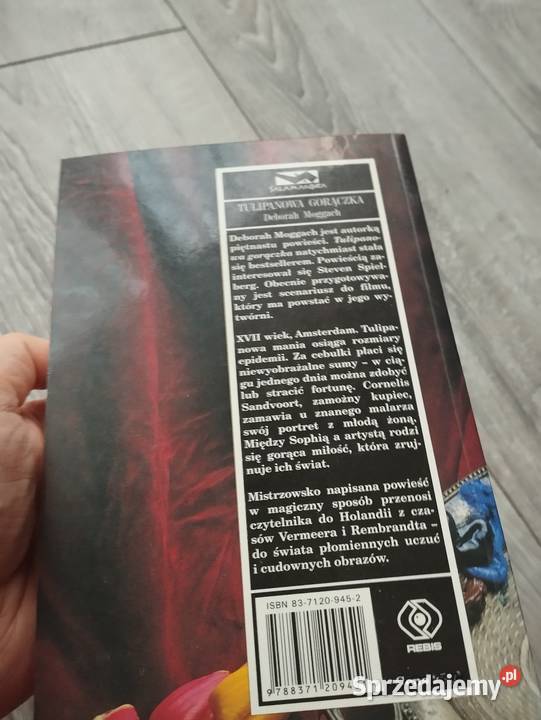 SALAMANDRA
TULIPANOWA GORĄCZKA
Deborah Moggach
Deborah Moggach jest autorką
piętnastu powieści. Tulipano-
wa gorączka natychmiast stała
się bestsellerem. Powieścią za-
interesował się Steven Spiel-
berg. Obecnie przygotowywa-
ny jest scenariusz do filmu,
który ma powstać w jego wy-
twórni.
XVII wiek, Amsterdam. Tulipa-
nowa mania osiąga rozmiary
epidemii. Za cebulki płaci się
niewyobrażalne sumy – w cią-
gu jednego dnia można zdobyć
lub stracić fortunę. Cornelis
Sandvoort, zamożny kupiec,
zamawia u znanego malarza
swój portret z młodą żoną.
Między Sophią a artystą rodzi
się gorąca miłość, która zruj-
nuje ich świat.
Mistrzowsko napisana powieść
w magiczny sposób przenosi
czytelnika do Holandii z cza-
sów Vermeera i Rembrandta –
do świata płomiennych uczuć
i cudownych obrazów.
ISBN 83-7120-945-2
REBIS
9788371209
Sprzedajemy.pl